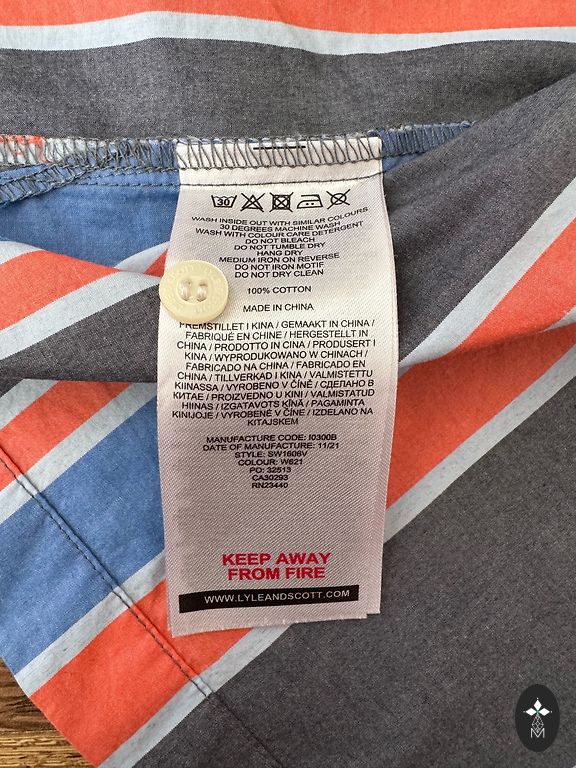 30
WASH INSIDE OUT WITH SIMILAR COLOURS
30 DEGREES MACHINE WASH
WASH WITH COLOUR CARE DETERGENT
DO NOT BLEACH
DO NOT TUMBLE DRY
HANG DRY
MEDIUM IRON ON REVERSE
DO NOT IRON MOTIF
DO NOT DRY CLEAN
100% COTTON
MADE IN CHINA
FREMSTILLET I KINA / GEMAAKT IN CHINA /
FABRIQUÉ EN CHINE / HERGESTELLT IN
CHINA / PRODOTTO IN CINA / PRODUSERT I
KINA / WYPRODUKOWANO W CHINACH /
FABRICADO NA CHINA / FABRICADO EN
CHINA / TILLVERKAD I KINA / VALMISTETTU
KIINASSA / VYROBENO V ČÍNĚ / СДЕЛАНО В
КИТАЕ / PROIZVEDENO U KINI / VALMISTATUD
HIINAS / IZGATAVOTS ĶĪNĀ / PAGAMINTA
KINIJOJE / VYROBENÉ V ČÍNE / IZDELANO NA
KITAJSKEM
MANUFACTURE CODE: I0300B
DATE OF MANUFACTURE: 11/21
STYLE: SW1606V
COLOUR: W621
PO: 32513
CA30293
RN23440
KEEP AWAY
FROM FIRE
WWW.LYLEANDSCOTT.COM
M